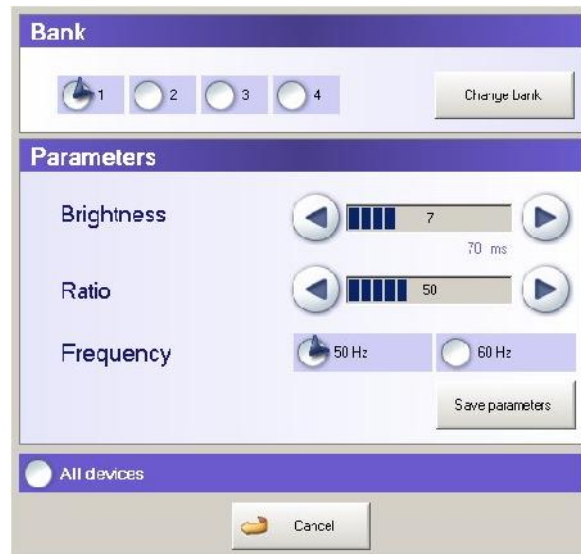 Bank
1 2 3 4 Change bank
Parameters
Brightness 7
70 ms
Ratio 50
Frequency 50 Hz 60 Hz
Save parameters
All devices
Cancel